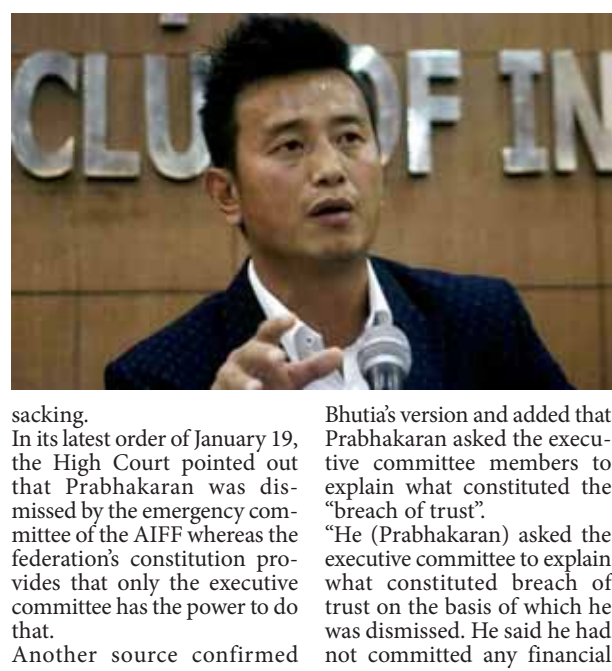 CLU OF IN
sacking.
In its latest order of January 19,
the High Court pointed out
that Prabhakaran was dis-
missed by the emergency com-
mittee of the AIFF whereas the
federation's constitution pro-
vides that only the executive
committee has the power to do
that.
Another source confirmed
Bhutia's version and added that
Prabhakaran asked the execu-
tive committee members to
explain what constituted the
“breach of trust”.
“He (Prabhakaran) asked the
executive committee to explain
what constituted breach of
trust on the basis of which he
was dismissed. He said he had
not committed any financial